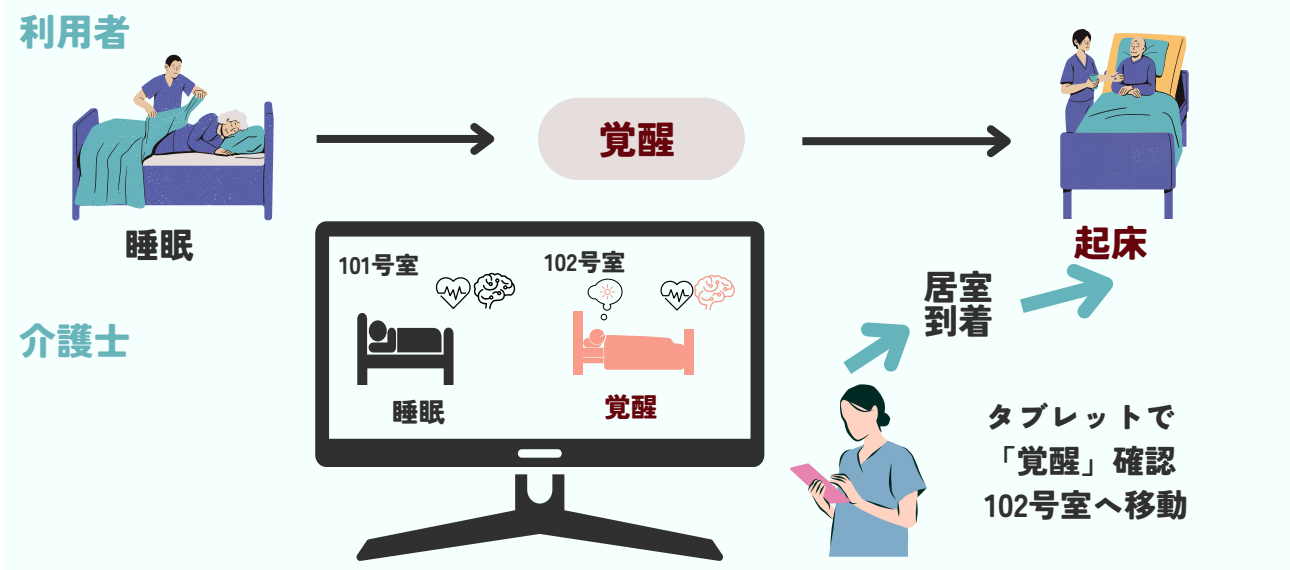 利用者
睡眠
覚醒
起床
介護士
101号室
102号室
睡眠
覚醒
居室
到着
タブレットで
「覚醒」確認
102号室へ移動